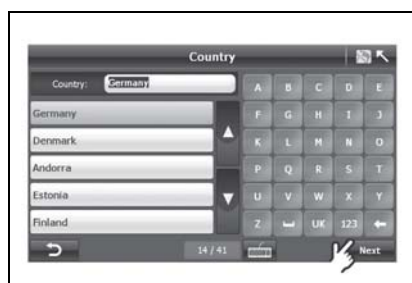 Country
Country: Germany
Germany
Denmark
Andorra
Estonia
Finland
14 / 41
A B C D E
F G H I J
K L M N O
P Q R S T
U V W X Y
Z UK 123
Next